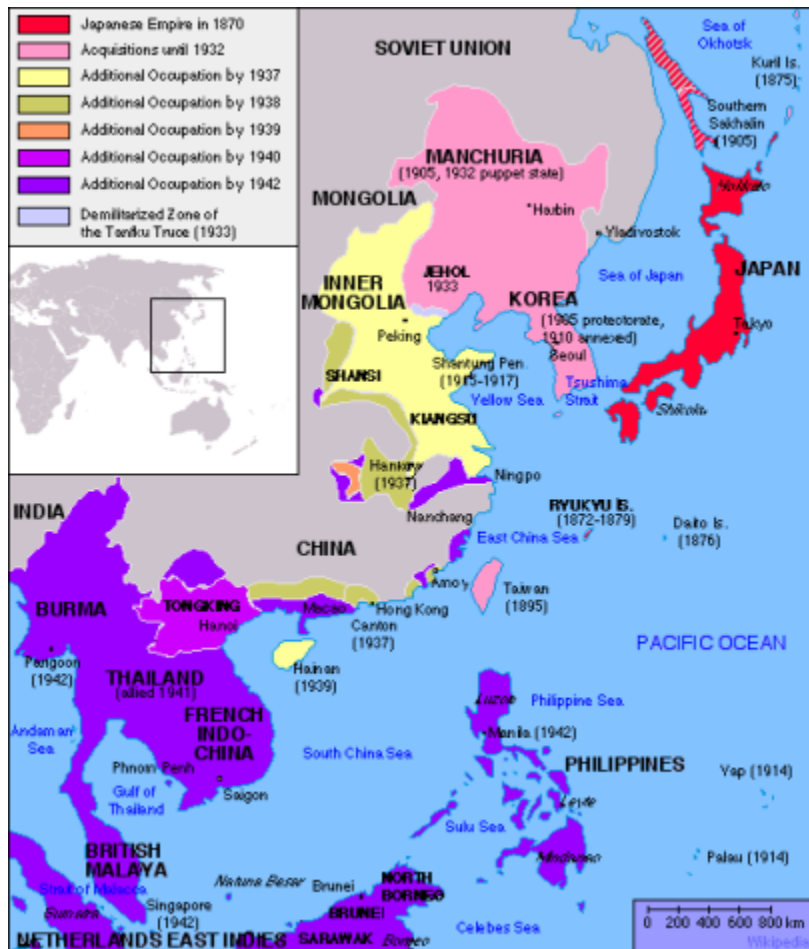 Japanese Empire in 1870
Acquisitions until 1932
Additional Occupation by 1937
Additional Occupation by 1938
Additional Occupation by 1939
Additional Occupation by 1940
Additional Occupation by 1942
Demilitarized Zone of
the Tanku Truce (1933)
SOVIET UNION
Sea of
Okhotsk
Kuril Is.
(1875)
Southern
Sakhalin
(1905)
MANCHURIA
(1905, 1932 puppet state)
Harbin
MONGOLIA
Hokkaido
Vladivostok
JEHOL
1933
Sea of Japan
JAPAN
INNER
MONGOLIA
KOREA
(1905 protectorate,
1910 annexed)
Seoul
Tokyo
Peking
Shantung Pen.
(1915-1917)
SHANSI
Yellow Sea
Tsushima
Strait
Shikoku
KIANGSU
Hankow
(1937)
Ningpo
Nanchang
RYUKYU IS.
(1872-1879)
Daito Is.
(1876)
INDIA
CHINA
East China Sea
Amoy
Taiwan
(1895)
BURMA
TONGKING
Hanoi
Macao
Hong Kong
Canton
(1937)
PACIFIC OCEAN
Rangoon
(1942)
Hainan
(1939)
THAILAND
(allied 1941)
Luzon
Philippine Sea
Andaman
Sea
FRENCH
INDO-
CHINA
South China Sea
Manila (1942)
Phnom Penh
PHILIPPINES
Yap (1914)
Gulf of
Thailand
Saigon
Leyte
Sulu Sea
BRITISH
MALAYA
Mindanao
Palau (1914)
Strait of Malacca
Natuna Besar
Brunei
NORTH
BORNEO
Sumatra
Singapore
(1942)
BRUNEI
Celebes Sea
NETHERLANDS EAST INDIES
SARAWAK
Borneo
0 200 400 600 800 km